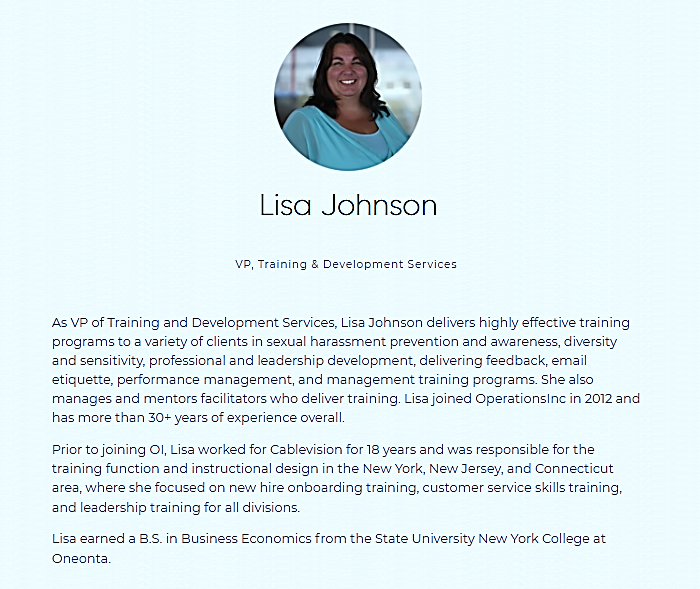 Lisa Johnson
VP, Training & Development Services
As VP of Training and Development Services, Lisa Johnson delivers highly effective training
programs to a variety of clients in sexual harassment prevention and awareness, diversity
and sensitivity, professional and leadership development, delivering feedback, email
etiquette, performance management, and management training programs. She also
manages and mentors facilitators who deliver training. Lisa joined OperationsInc in 2012 and
has more than 30+ years of experience overall.
Prior to joining OI, Lisa worked for Cablevision for 18 years and was responsible for the
training function and instructional design in the New York, New Jersey, and Connecticut
area, where she focused on new hire onboarding training, customer service skills training,
and leadership training for all divisions.
Lisa earned a B.S. in Business Economics from the State University New York College at
Oneonta.